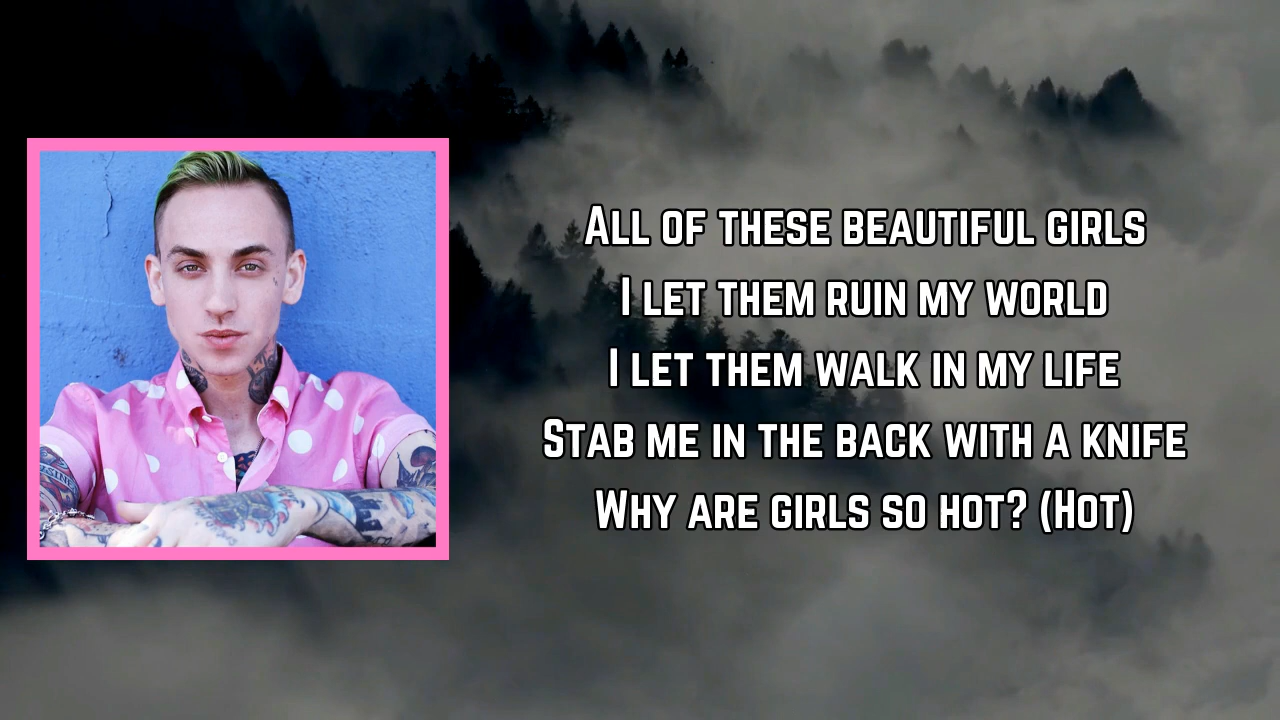 All of these beautiful girls
I let them ruin my world
I let them walk in my life
Stab me in the back with a knife
Why are girls so hot? (Hot)